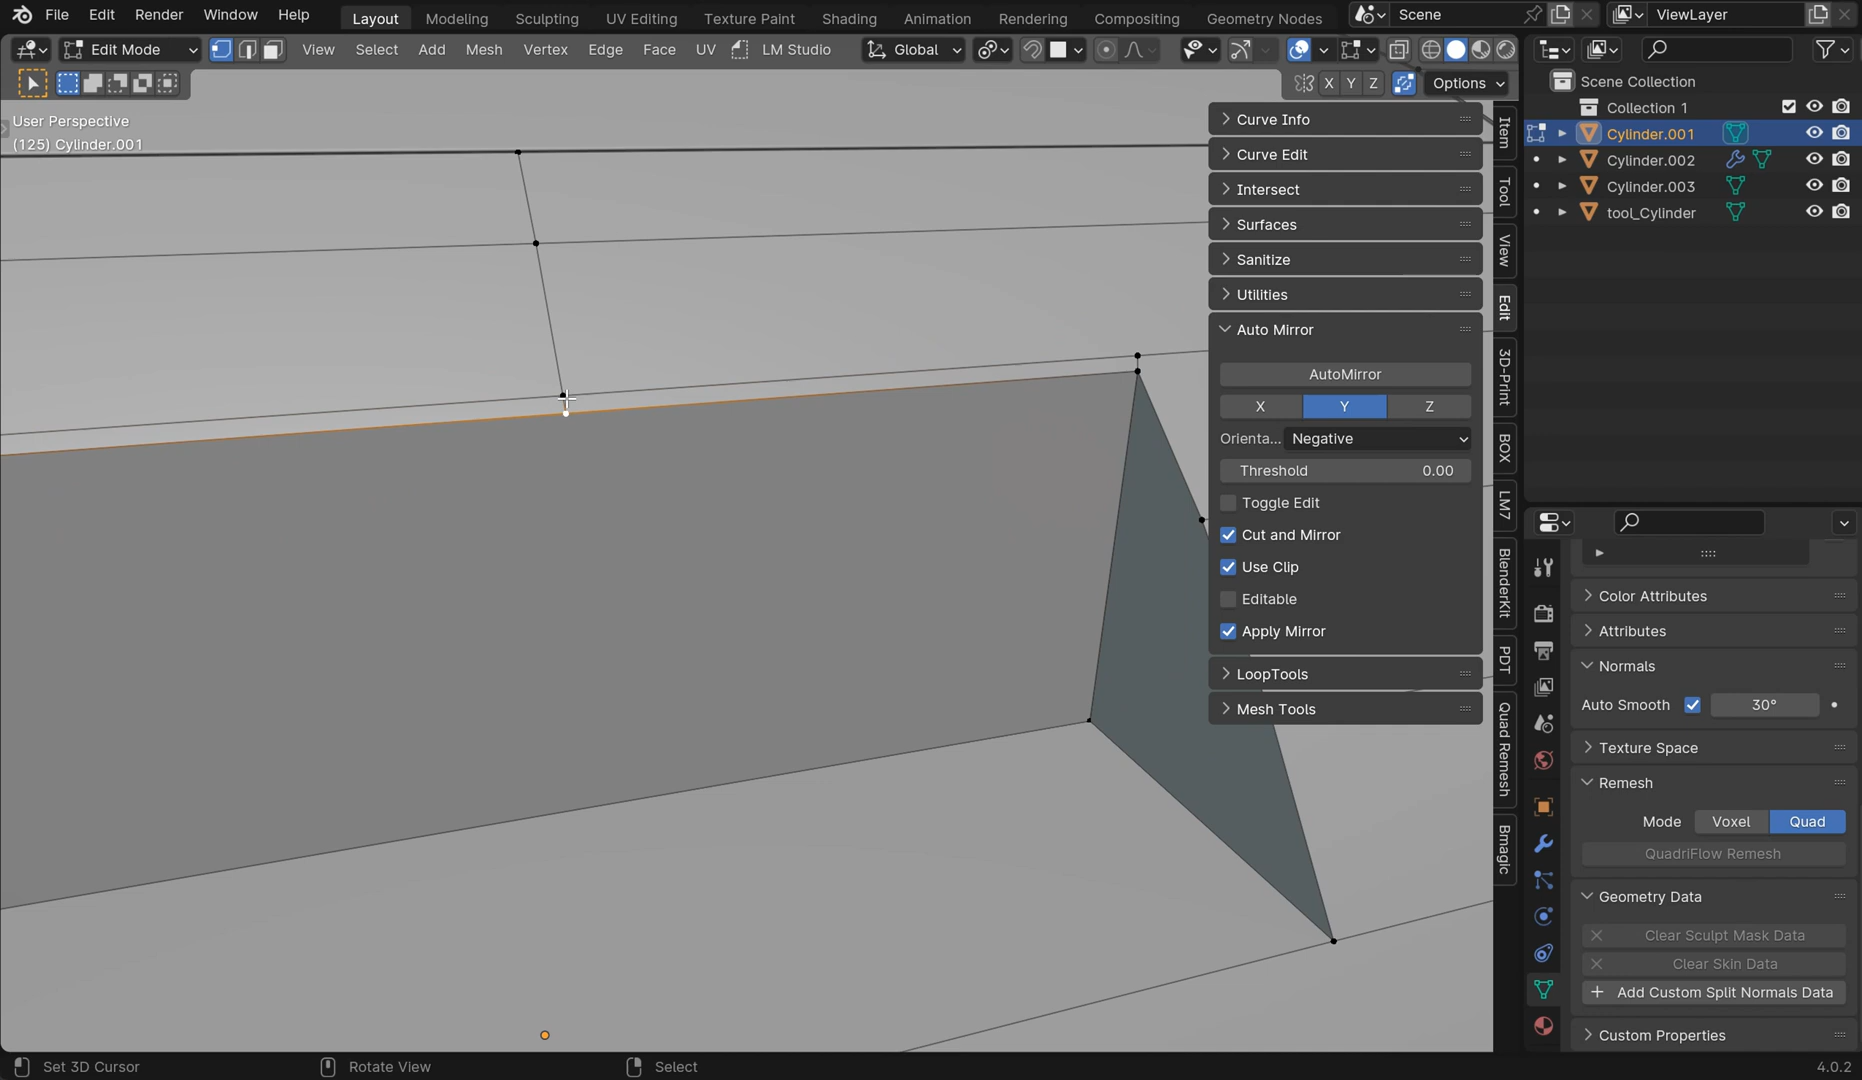 File Edit Render Window Help Layout Modeling Sculpting UV Editing Texture Paint Shading Animation Rendering Compositing Geometry Nodes Scene ViewLayer
Edit Mode View Select Add Mesh Vertex Edge Face UV LM Studio Global
X Y Z Options
User Perspective
(125) Cylinder.001
Curve Info
Curve Edit
Intersect
Surfaces
Sanitize
Utilities
Auto Mirror
AutoMirror
X Y Z
Orienta... Negative
Threshold 0.00
Toggle Edit
Cut and Mirror
Use Clip
Editable
Apply Mirror
LoopTools
Mesh Tools
Item
Tool
View
Edit
3D-Print
BOX
LM7
BlenderKit
PDT
Quad Remesh
Bmagic
Scene Collection
Collection 1
Cylinder.001
Cylinder.002
Cylinder.003
tool_Cylinder
Color Attributes
Attributes
Normals
Auto Smooth 30°
Texture Space
Remesh
Mode Voxel Quad
QuadriFlow Remesh
Geometry Data
Clear Sculpt Mask Data
Clear Skin Data
Add Custom Split Normals Data
Custom Properties
Set 3D Cursor Rotate View Select 4.0.2